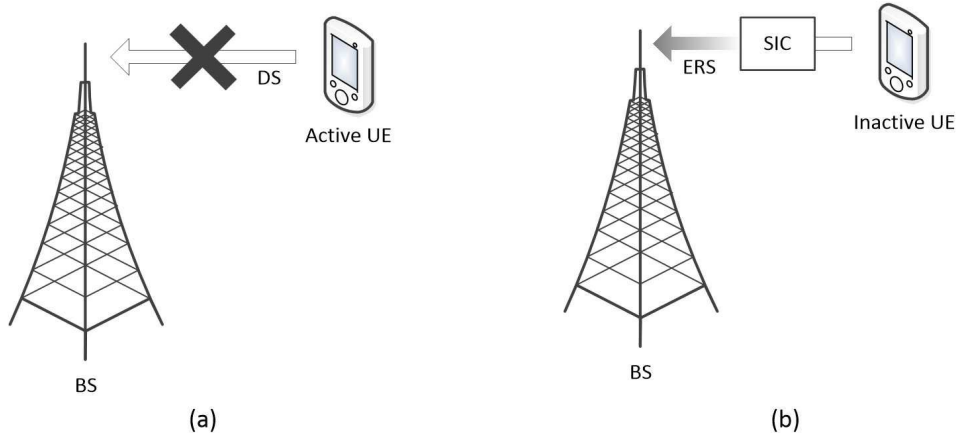 DS
Active UE
BS
(a)
SIC
ERS
Inactive UE
BS
(b)